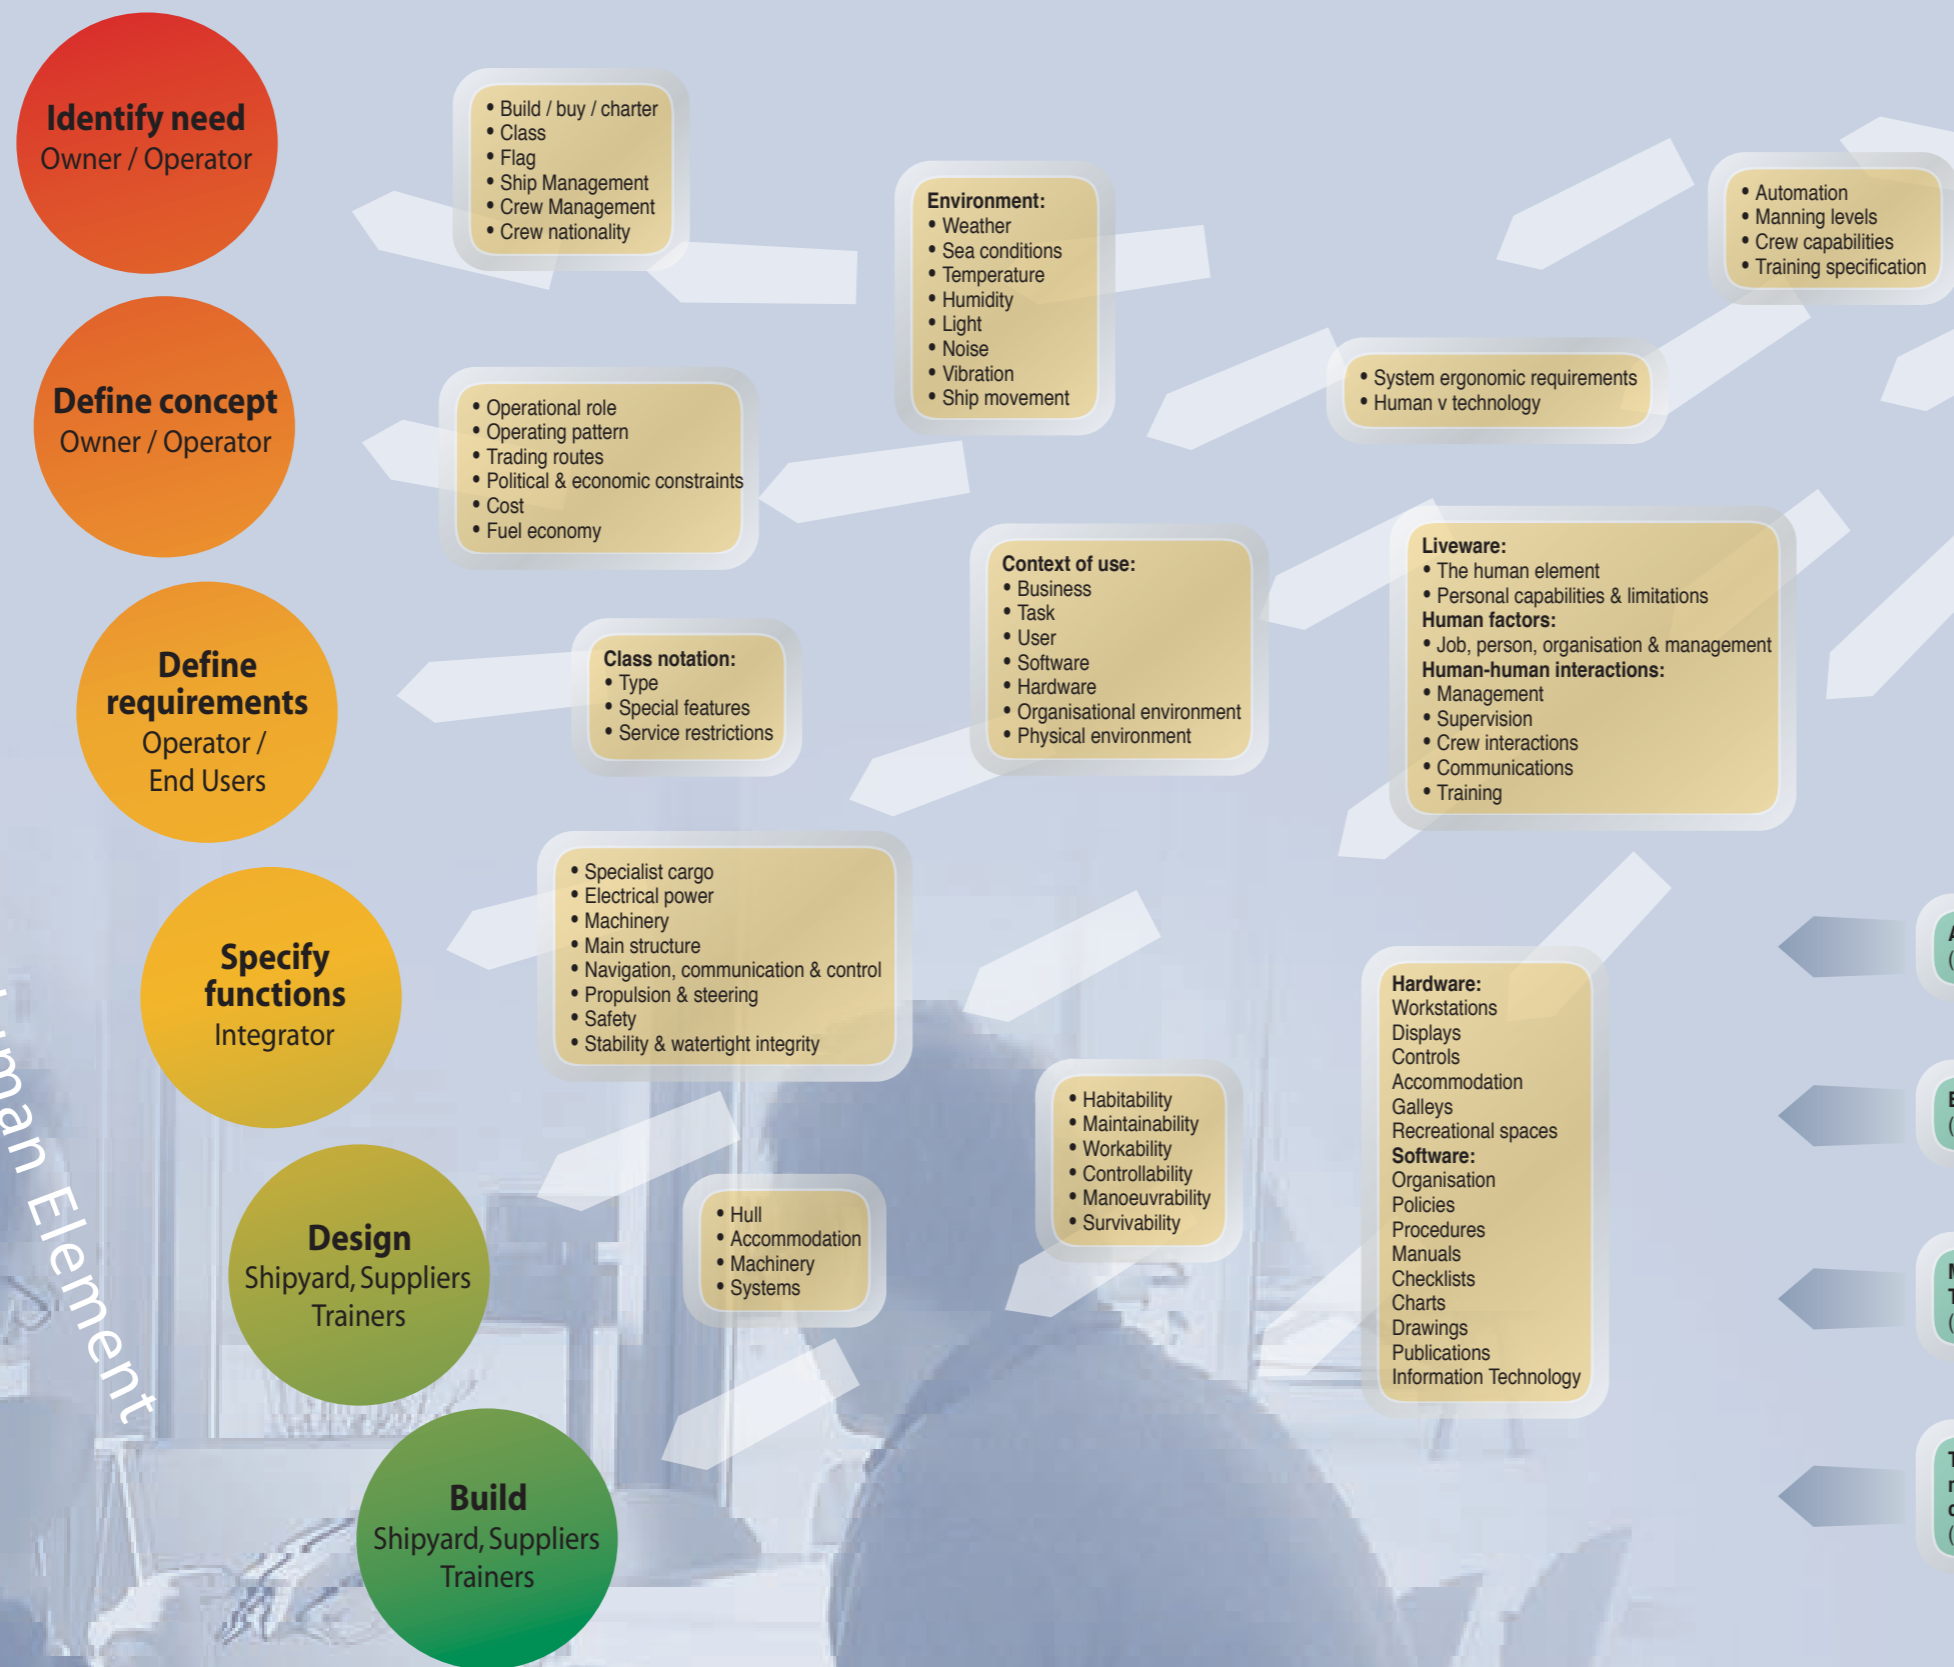 Identify need
Owner / Operator
• Build / buy / charter
• Class
• Flag
• Ship Management
• Crew Management
• Crew nationality
Environment:
• Weather
• Sea conditions
• Temperature
• Humidity
• Light
• Noise
• Vibration
• Ship movement
• Automation
• Manning levels
• Crew capabilities
• Training specification
Define concept
Owner / Operator
• Operational role
• Operating pattern
• Trading routes
• Political & economic constraints
• Cost
• Fuel economy
• System ergonomic requirements
• Human v technology
Define
requirements
Operator /
End Users
Class notation:
• Type
• Special features
• Service restrictions
Context of use:
• Business
• Task
• User
• Software
• Hardware
• Organisational environment
• Physical environment
Liveware:
• The human element
• Personal capabilities & limitations
Human factors:
• Job, person, organisation & management
Human-human interactions:
• Management
• Supervision
• Crew interactions
• Communications
• Training
Specify
functions
Integrator
• Specialist cargo
• Electrical power
• Machinery
• Main structure
• Navigation, communication & control
• Propulsion & steering
• Safety
• Stability & watertight integrity
• Habitability
• Maintainability
• Workability
• Controllability
• Manoeuvrability
• Survivability
Hardware:
Workstations
Displays
Controls
Accommodation
Galleys
Recreational spaces
Software:
Organisation
Policies
Procedures
Manuals
Checklists
Charts
Drawings
Publications
Information Technology
Design
Shipyard, Suppliers
Trainers
• Hull
• Accommodation
• Machinery
• Systems
Build
Shipyard, Suppliers
Trainers
Element